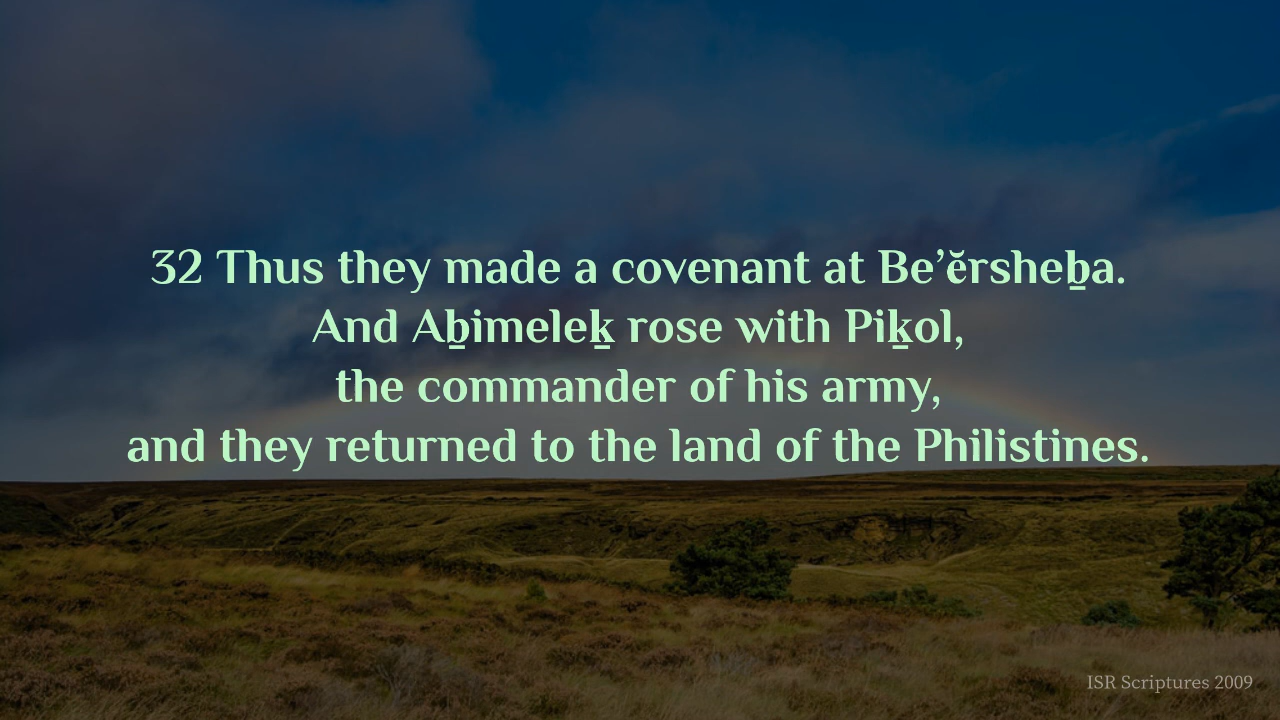 32 Thus they made a covenant at Be’ĕrsheḇa.
And Aḇimeleḵ rose with Piḵol,
the commander of his army,
and they returned to the land of the Philistines.
ISR Scriptures 2009